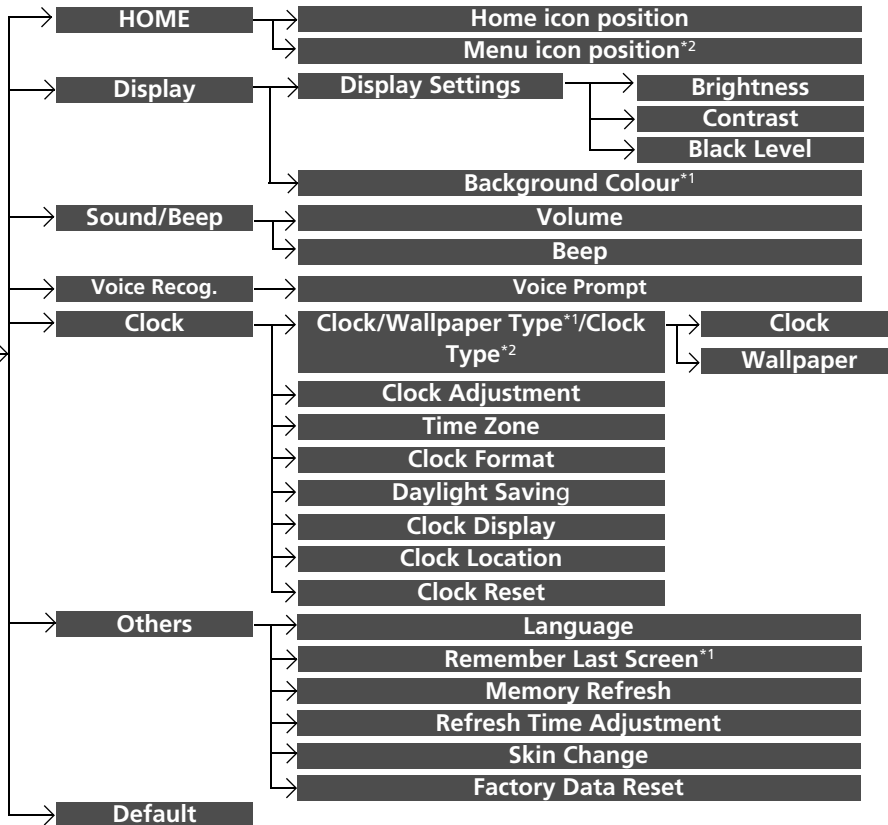 HOME
Home icon position
Menu icon position*2
Display
Display Settings
Brightness
Contrast
Black Level
Background Colour*1
Sound/Beep
Volume
Beep
Voice Recog.
Voice Prompt
Clock
Clock/Wallpaper Type*1/Clock
Type*2
Clock
Wallpaper
Clock Adjustment
Time Zone
Clock Format
Daylight Saving
Clock Display
Clock Location
Clock Reset
Others
Language
Remember Last Screen*1
Memory Refresh
Refresh Time Adjustment
Skin Change
Factory Data Reset
Default